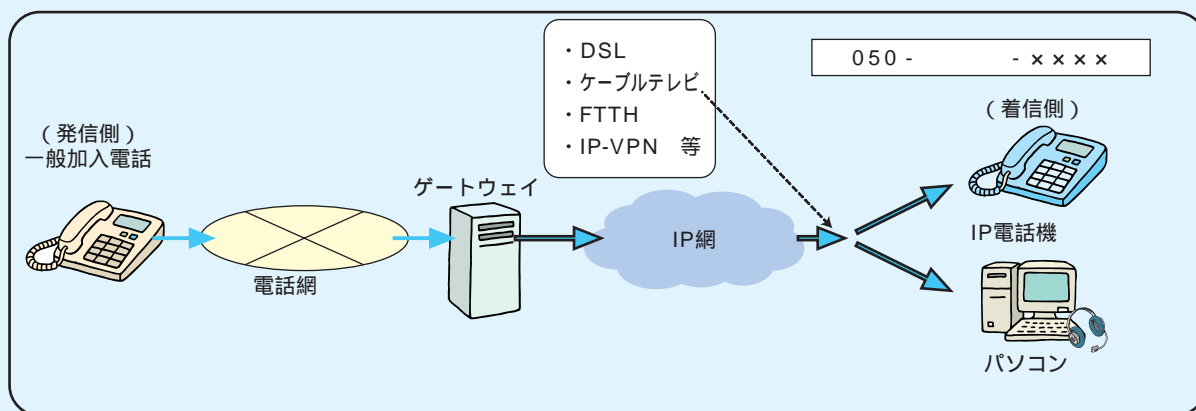 ・DSL
・ケーブルテレビ
・FTTH
・IP-VPN 等
050 -  - ××××
(発信側)
一般加入電話
(着信側)
ゲートウェイ
IP網
IP電話機
電話網
パソコン